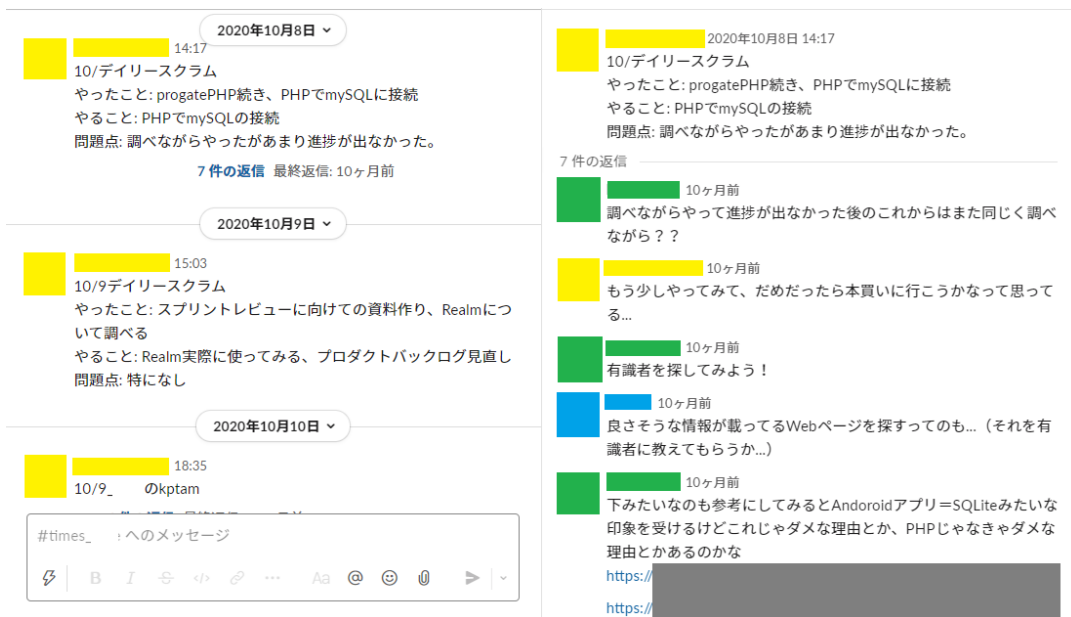 2020年10月8日
14:17
10/デイリースクラム
やったこと: progatePHP続き、PHPでmySQLに接続
やること: PHPでmySQLの接続
問題点: 調べながらやったがあまり進捗が出なかった。
7 件の返信 最終返信: 10ヶ月前
2020年10月9日
15:03
10/9デイリースクラム
やったこと: スプリントレビューに向けての資料作り、Realmにつ
いて調べる
やること: Realm実際に使ってみる、プロダクトバックログ見直し
問題点: 特になし
2020年10月10日
18:35
10/9_ のkptam
#times_ へのメッセージ
B I S </> Aa @
2020年10月8日 14:17
10/デイリースクラム
やったこと: progatePHP続き、PHPでmySQLに接続
やること: PHPでmySQLの接続
問題点: 調べながらやったがあまり進捗が出なかった。
7 件の返信
10ヶ月前
調べながらやって進捗が出なかった後のこれからはまた同じく調べ
ながら？？
10ヶ月前
もう少しやってみて、だめだったら本買いに行こうかなって思って
る...
10ヶ月前
有識者を探してみよう！
10ヶ月前
良さそうな情報が載ってるWebページを探すってのも...（それを有
識者に教えてもらうか...）
10ヶ月前
下みたいなのも参考にしてみるとAndoroidアプリ＝SQLiteみたいな
印象を受けるけどこれじゃダメな理由とか、PHPじゃなきゃダメな
理由とかあるのかな
https://
https://